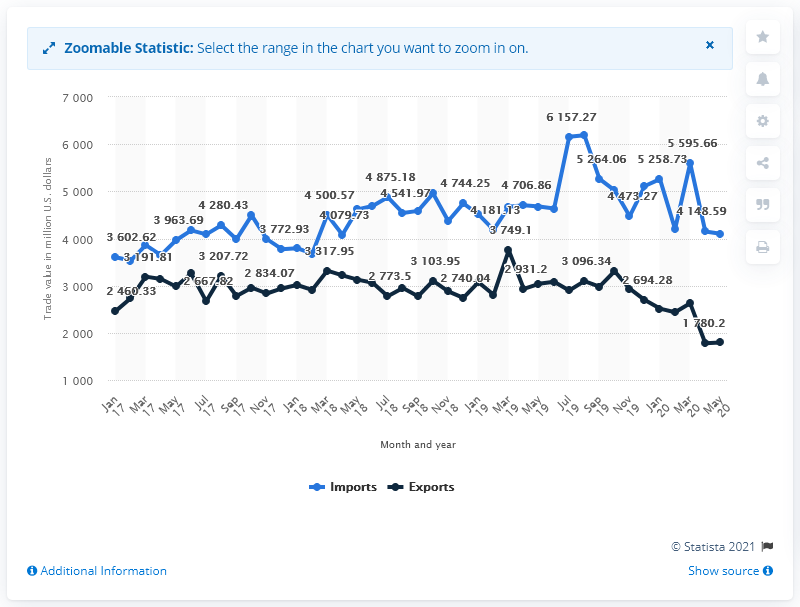 Zoomable Statistic: Select the range in the chart you want to zoom in on.
7 000
6 000
5 000
4 000
3 000
2 000
1 000
Trade value in million U.S. dollars
3 602.62
3 963.69
4 280.43
3 772.93
4 500.57
4 079.73
4 875.18
4 541.97
4 744.25
4 181.13
4 706.86
6 157.27
5 264.06
4 473.27
5 258.73
5 595.66
4 148.59
2 460.33
3 191.81
2 667.82
3 207.72
2 834.07
3 317.95
2 773.5
3 103.95
2 740.04
3 749.1
2 931.2
3 096.34
2 694.28
1 780.2
Jan 17
Mar 17
May 17
Jul 17
Sep 17
Nov 17
Jan 18
Mar 18
May 18
Jul 18
Sep 18
Nov 18
Jan 19
Mar 19
May 19
Jul 19
Sep 19
Nov 19
Jan 20
Mar 20
May 20
Month and year
Imports Exports
© Statista 2021
Additional Information
Show source